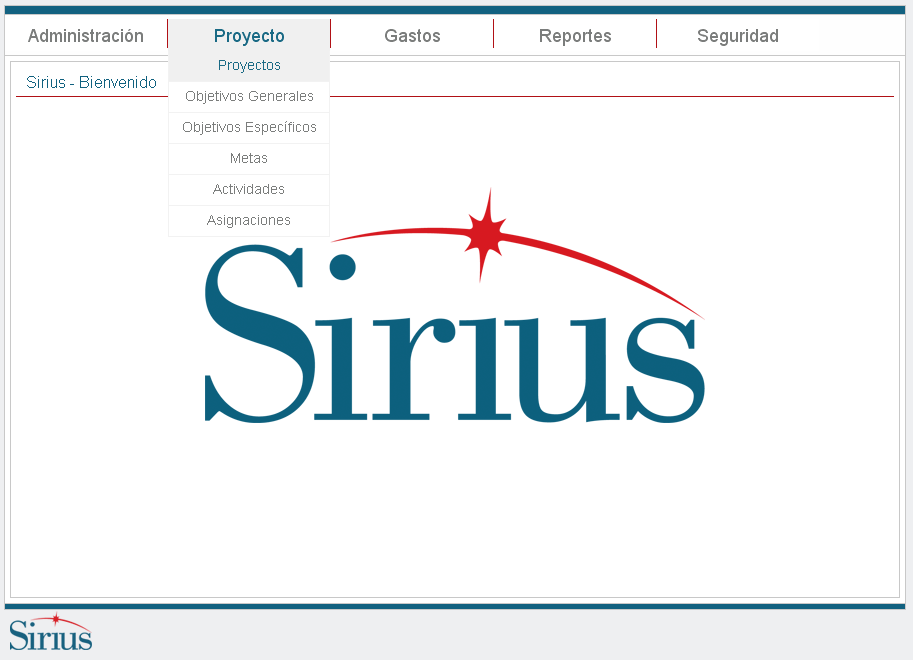 Administración Proyecto Gastos Reportes Seguridad
Proyectos
Objetivos Generales
Objetivos Específicos
Metas
Actividades
Asignaciones
Sirius - Bienvenido
Sirius
Sirius